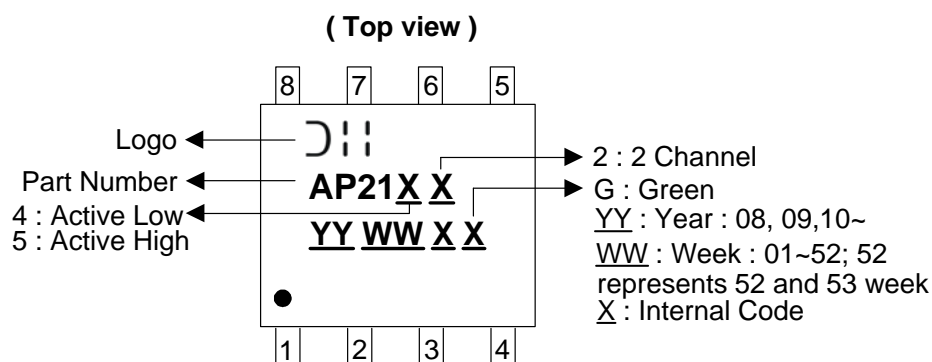 ( Top view )
8 7 6 5
Logo
Part Number
4 : Active Low
5 : Active High
AP21X X
YY WW X X
2 : 2 Channel
G : Green
YY : Year : 08, 09,10~
WW : Week : 01~52; 52
represents 52 and 53 week
X : Internal Code
1 2 3 4